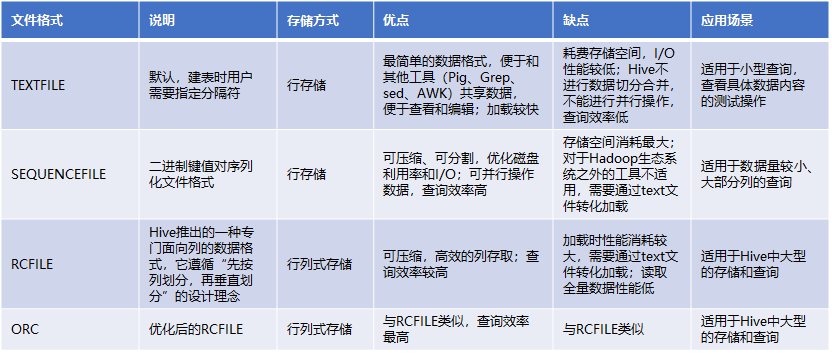 文件格式
说明
存储方式
优点
缺点
应用场景
TEXTFILE
默认，建表时用户
需要指定分隔符
行存储
最简单的数据格式，便于和
其他工具（Pig、Grep、
sed、AWK）共享数据，
便于查看和编辑；加载较快
耗费存储空间，I/O
性能较低；Hive不
进行数据切分合并，
不能进行并行操作，
查询效率低
适用于小型查询，
查看具体数据内容
的测试操作
SEQUENCEFILE
二进制键值对序列
化文件格式
行存储
可压缩、可分割，优化磁盘
利用率和I/O；可并行操作
数据，查询效率高
存储空间消耗最大；
对于Hadoop生态系
统之外的工具不适
用，需要通过text文
件转化加载
适用于数据量较小、
大部分列的查询
RCFILE
Hive推出的一种专
门面向列的数据格
式，它遵循“先按
列划分，再垂直划
分”的设计理念
行列式存储
可压缩，高效的列存取；查
询效率较高
加载时性能消耗较
大，需要通过text文
件转化加载；读取
全量数据性能低
适用于Hive中大型
的存储和查询
ORC
优化后的RCFILE
行列式存储
与RCFILE类似，查询效率
最高
与RCFILE类似
适用于Hive中大型
的存储和查询